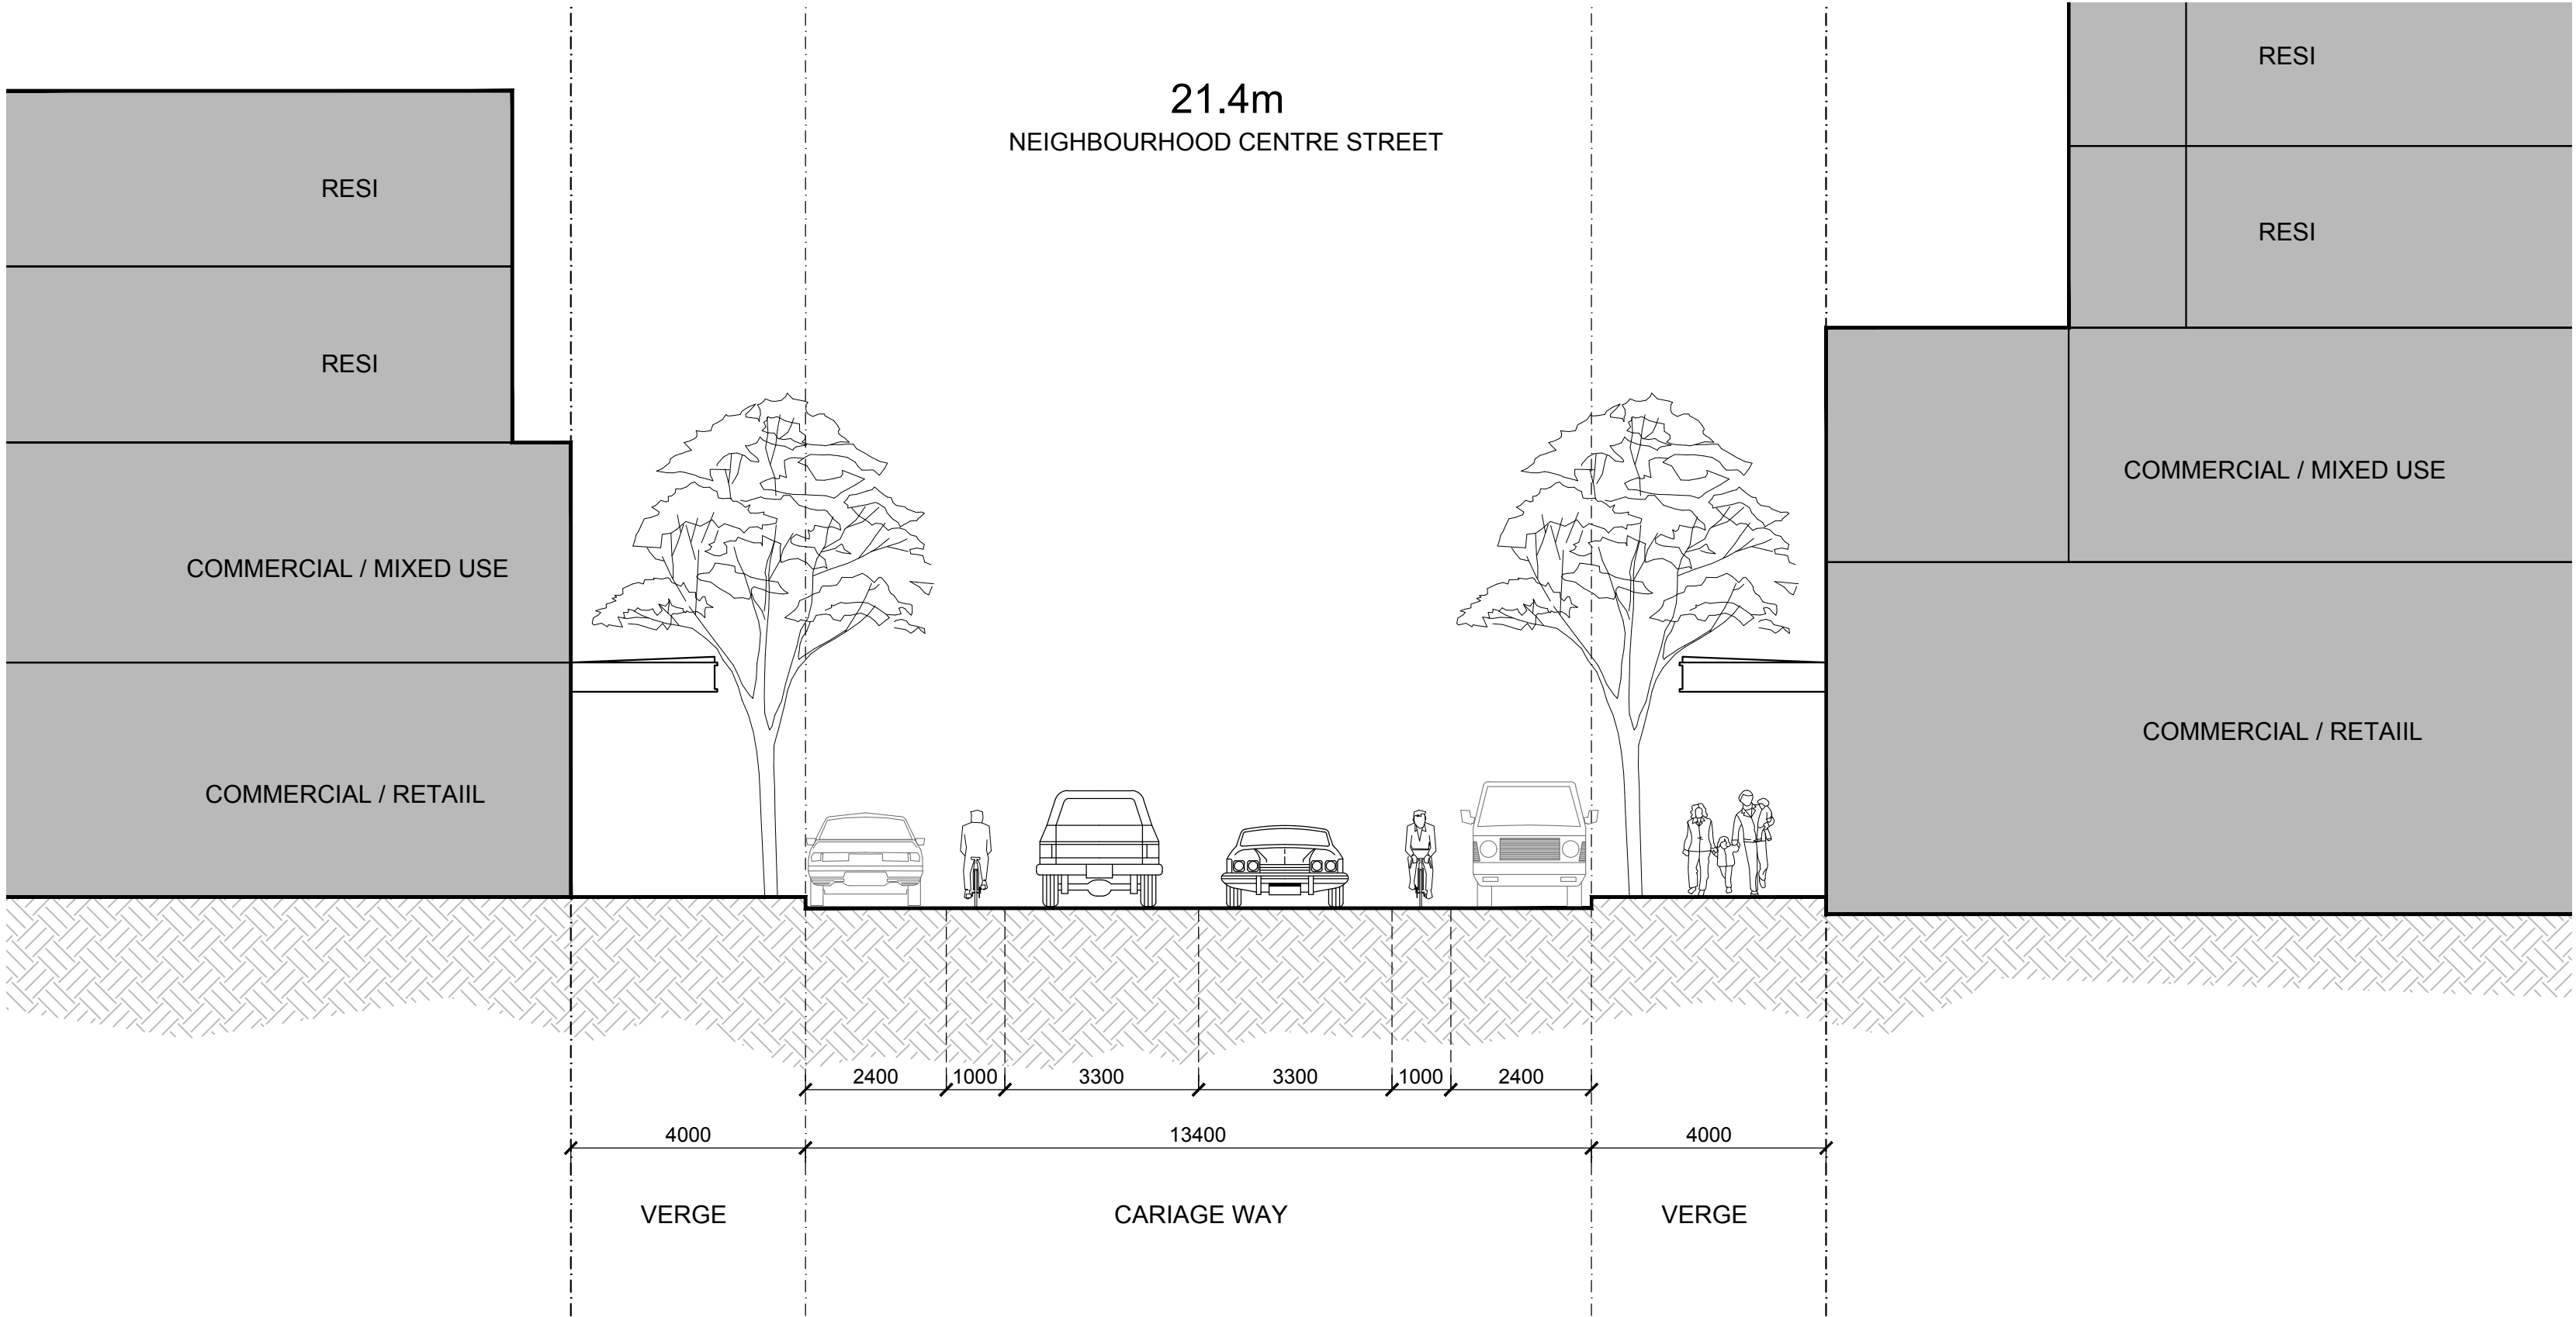 21.4m
NEIGHBOURHOOD CENTRE STREET
RESI
RESI
COMMERCIAL / MIXED USE
COMMERCIAL / RETAIIL
RESI
RESI
COMMERCIAL / MIXED USE
COMMERCIAL / RETAIIL
2400 1000 3300 3300 1000 2400
4000 13400 4000
VERGE CARIAGE WAY VERGE